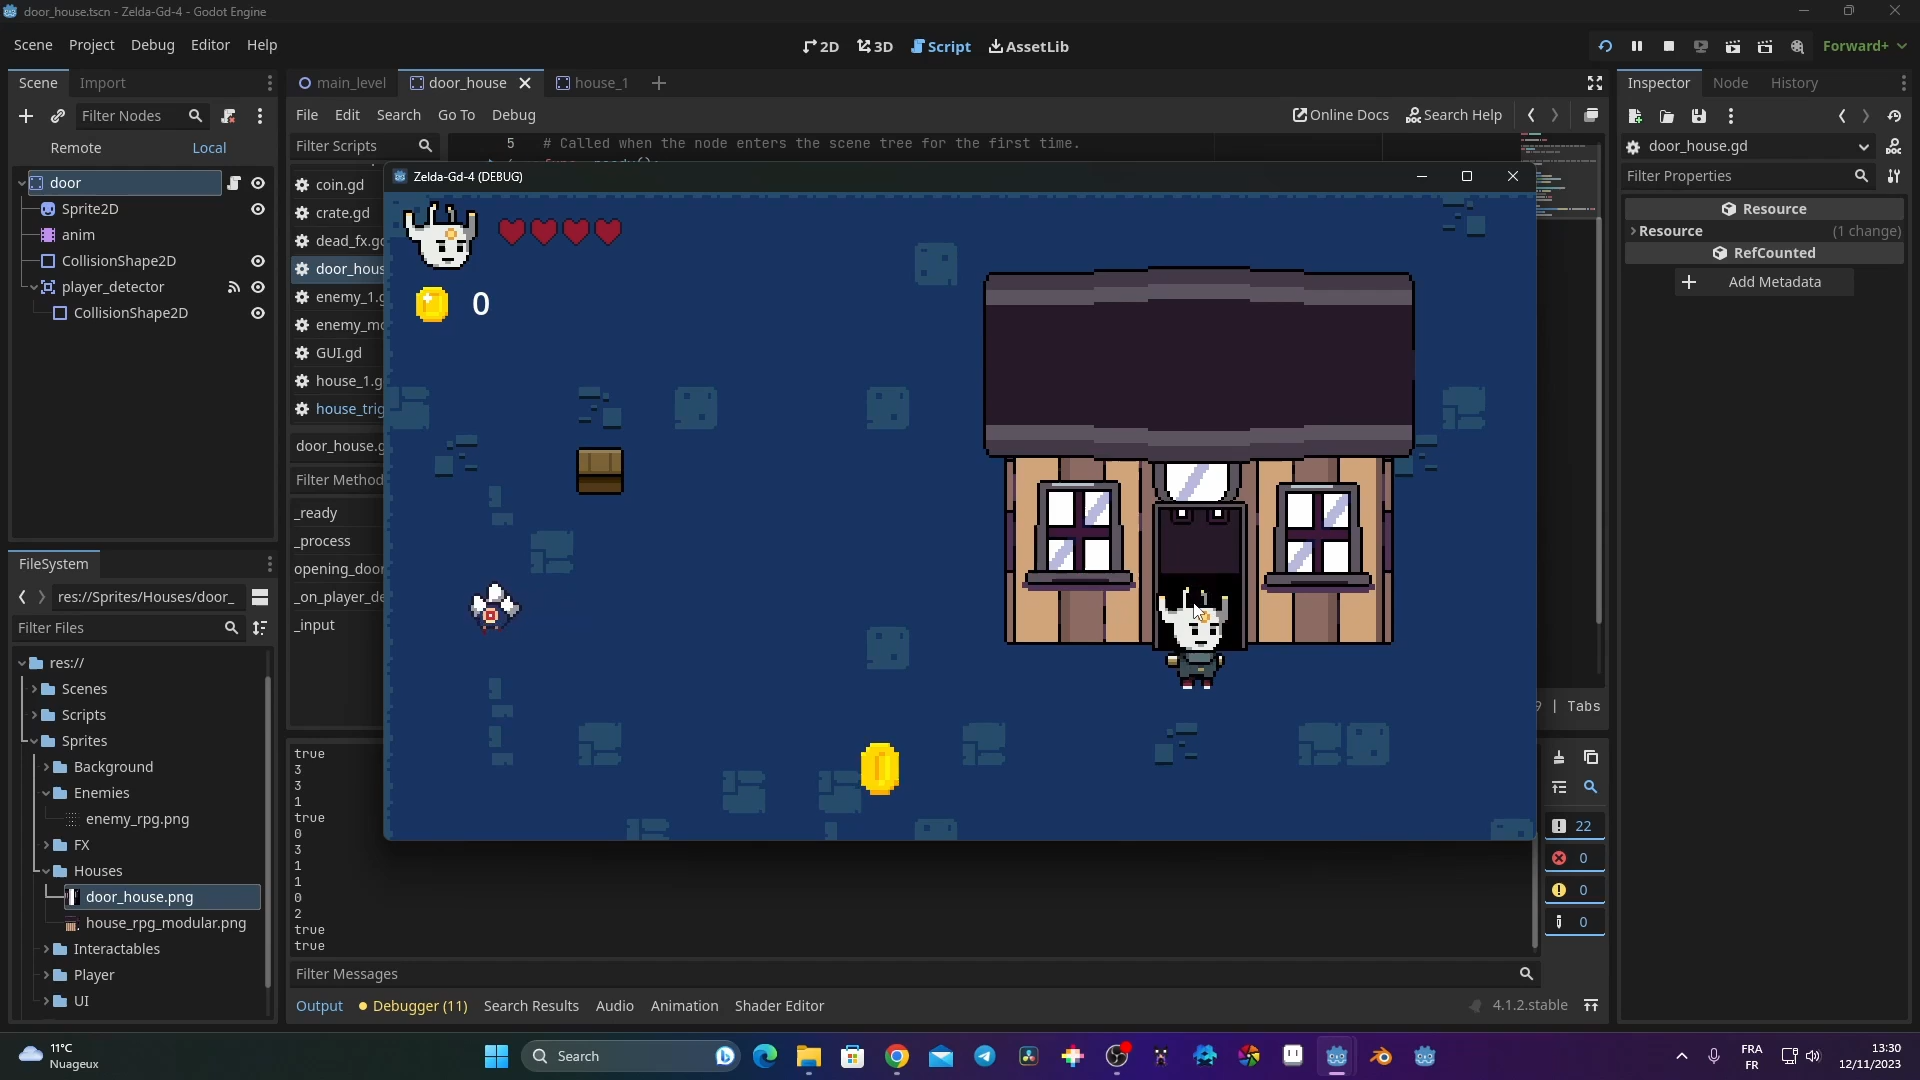 door_house.tscn - Zelda-Gd-4 - Godot Engine
Scene Project Debug Editor Help
2D 3D Script AssetLib
Forward+
Scene Import
main_level door_house house_1
Inspector Node History
Filter Nodes
File Edit Search Go To Debug
Online Docs Search Help
Remote Local
Filter Scripts
5 # Called when the node enters the scene tree for the first time.
door_house.gd
Filter Properties
door
Sprite2D
anim
CollisionShape2D
player_detector
CollisionShape2D
coin.gd
crate.gd
dead_fx.gd
door_hous
enemy_1.g
enemy_mo
GUI.gd
house_1.g
house_trig
door_house.g
Filter Method
_ready
_process
opening_door
_on_player_de
_input
Zelda-Gd-4 (DEBUG)
0
Resource
Resource (1 change)
RefCounted
Add Metadata
| Tabs
FileSystem
res://Sprites/Houses/door_
Filter Files
res://
Scenes
Scripts
Sprites
Background
Enemies
enemy_rpg.png
FX
Houses
door_house.png
house_rpg_modular.png
Interactables
Player
UI
true
3
3
1
true
0
3
1
1
0
2
true
true
22
0
0
0
Filter Messages
Output Debugger (11) Search Results Audio Animation Shader Editor
4.1.2.stable
11°C
Nuageux
Search
FRA
FR
13:30
12/11/2023